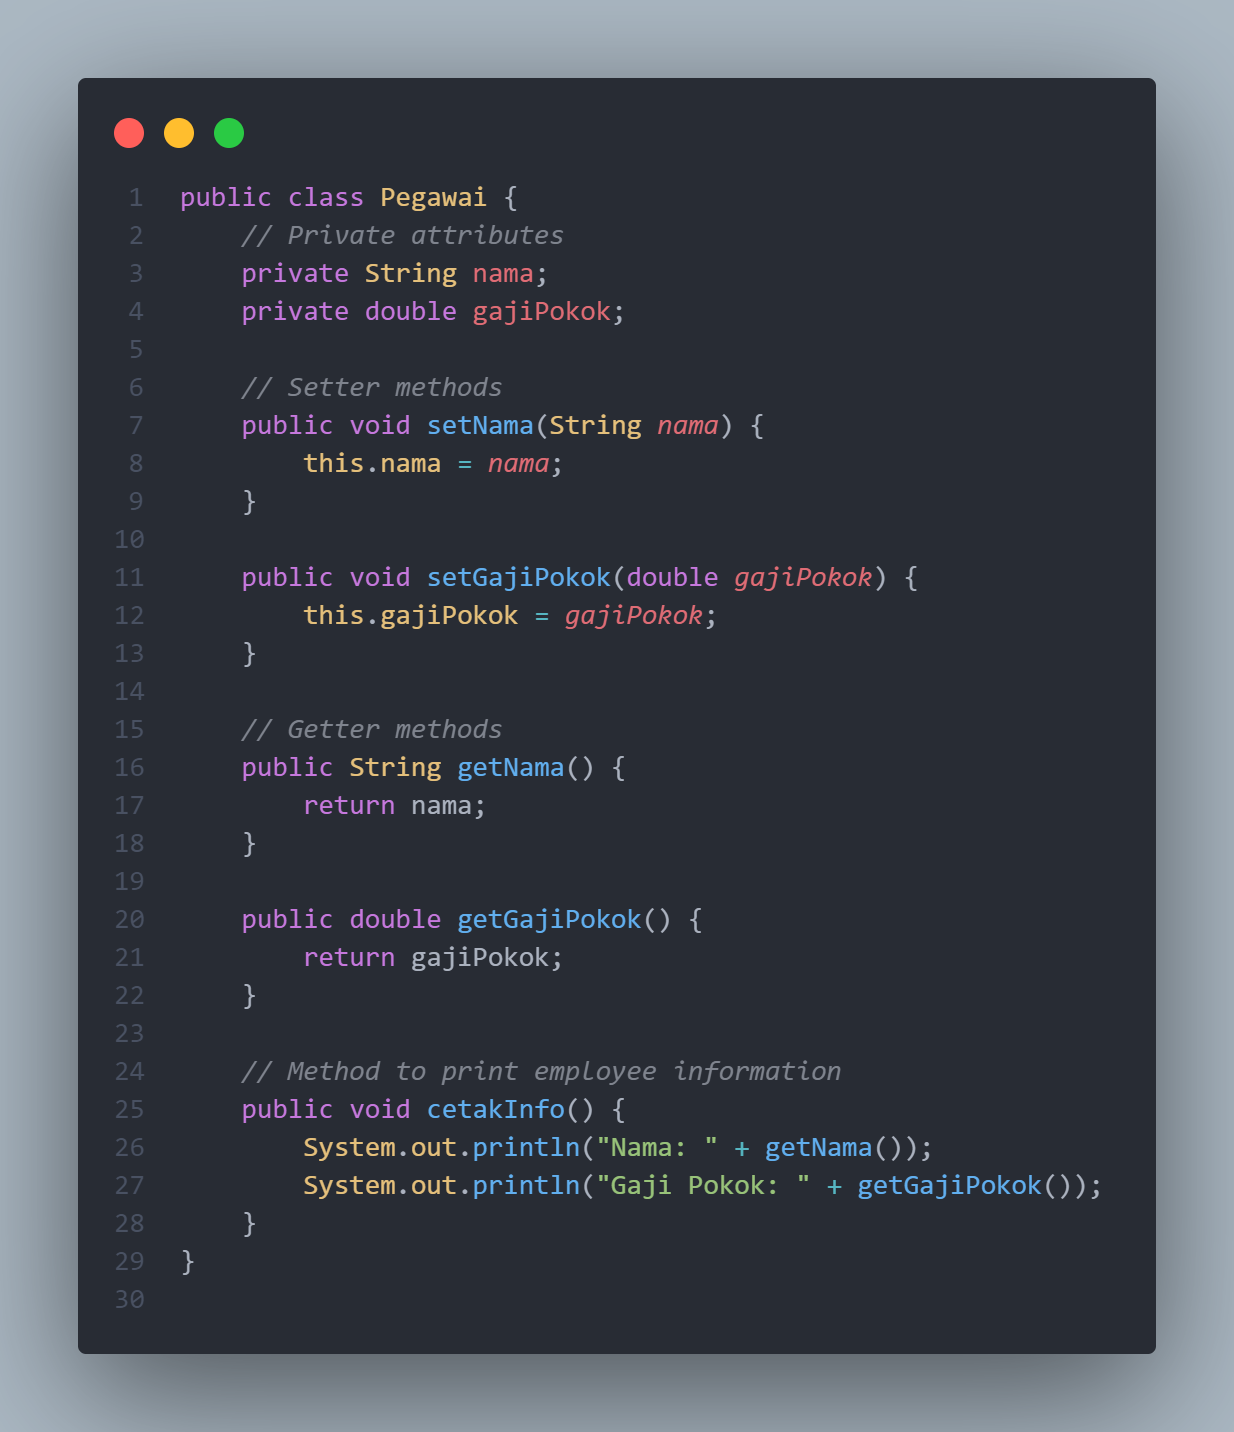 1 public class Pegawai {
2     // Private attributes
3     private String nama;
4     private double gajiPokok;
5
6     // Setter methods
7     public void setNama(String nama) {
8         this.nama = nama;
9     }
10
11     public void setGajiPokok(double gajiPokok) {
12         this.gajiPokok = gajiPokok;
13     }
14
15     // Getter methods
16     public String getNama() {
17         return nama;
18     }
19
20     public double getGajiPokok() {
21         return gajiPokok;
22     }
23
24     // Method to print employee information
25     public void cetakInfo() {
26         System.out.println("Nama: " + getNama());
27         System.out.println("Gaji Pokok: " + getGajiPokok());
28     }
29 }
30